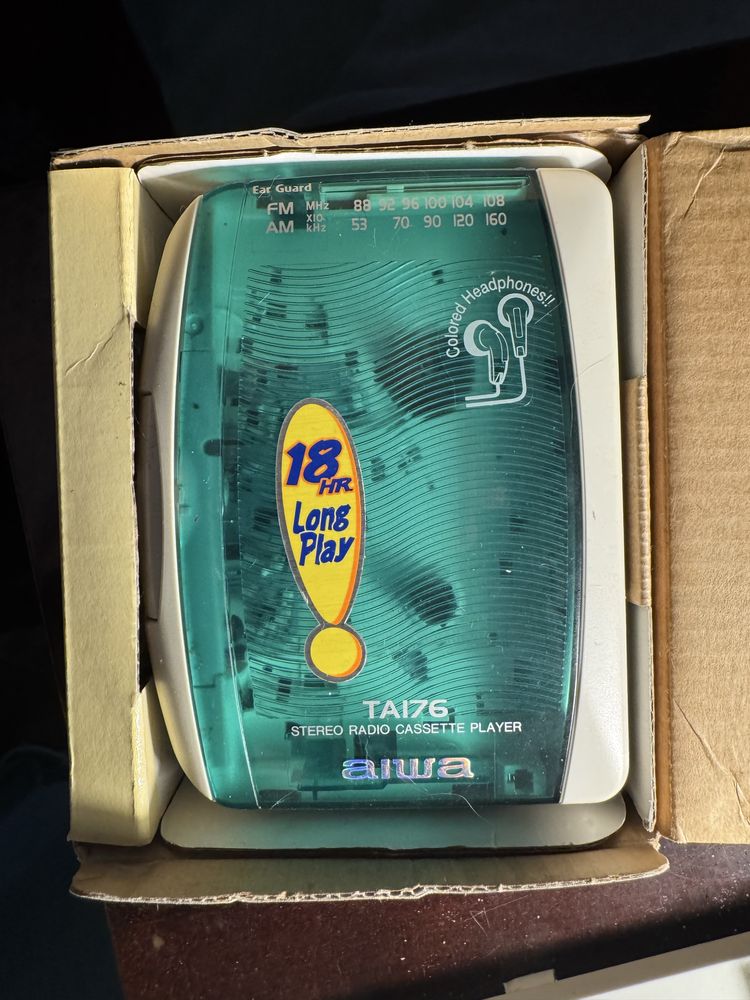 Ear Guard
FM MHz 88 92 96 100 104 108
X10
AM kHz 53 70 90 120 160
Colored Headphones!!
18
HR
Long
Play
TA176
STEREO RADIO CASSETTE PLAYER
aiwa